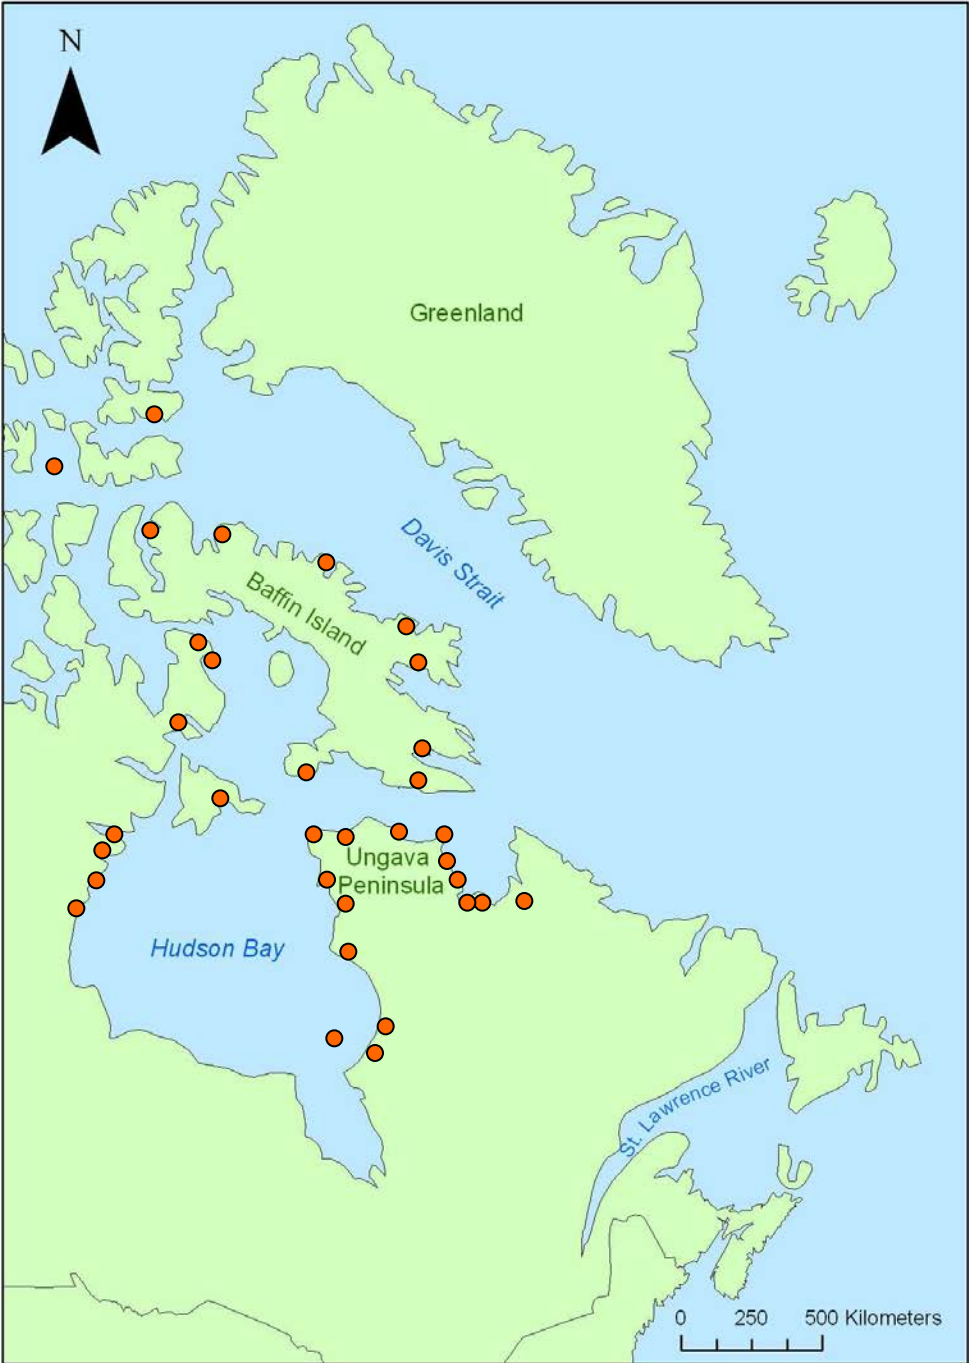 N
Greenland
Davis Strait
Baffin Island
Ungava
Peninsula
Hudson Bay
St. Lawrence River
0 250 500 Kilometers